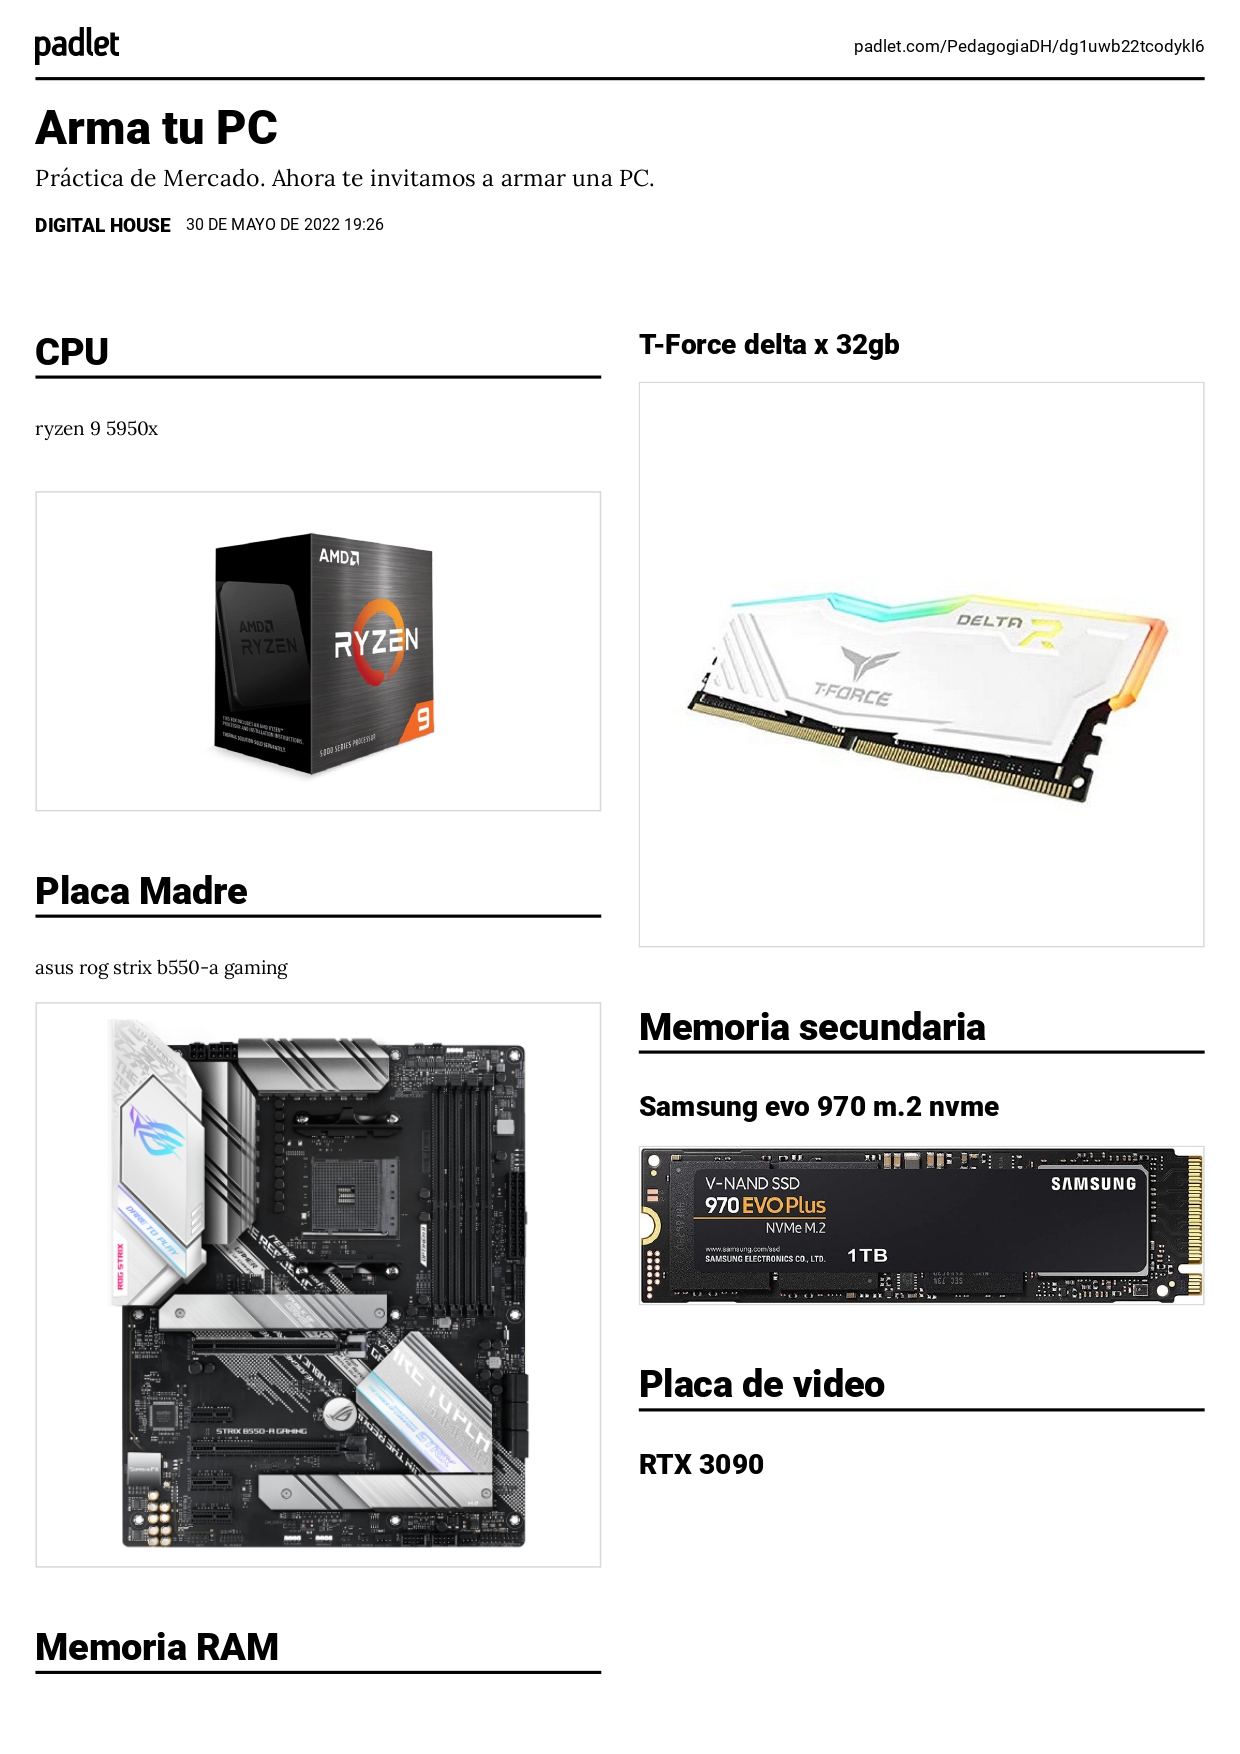 padlet
padlet.com/PedagogiaDH/dg1uwb22tcodykl6
Arma tu PC
Práctica de Mercado. Ahora te invitamos a armar una PC.
DIGITAL HOUSE 30 DE MAYO DE 2022 19:26
CPU
ryzen 9 5950x
AMD
RYZEN
AMD
RYZEN
9
5000 SERIES PROCESSOR
Placa Madre
asus rog strix b550-a gaming
DARE TO PLAY
ROG STRIX
STRIX B550-A GAMING
Memoria RAM
T-Force delta x 32gb
DELTA R
T-FORCE
Memoria secundaria
Samsung evo 970 m.2 nvme
V-NAND SSD
970 EVO Plus
NVMe M.2
SAMSUNG
www.samsung.com/ssd
SAMSUNG ELECTRONICS CO., LTD.
1TB
Placa de video
RTX 3090